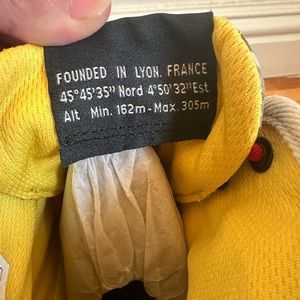 FOUNDED IN LYON. FRANCE
45°45'35" Nord 4°50'32" Est.
Alt Min. 162m - Max. 305m